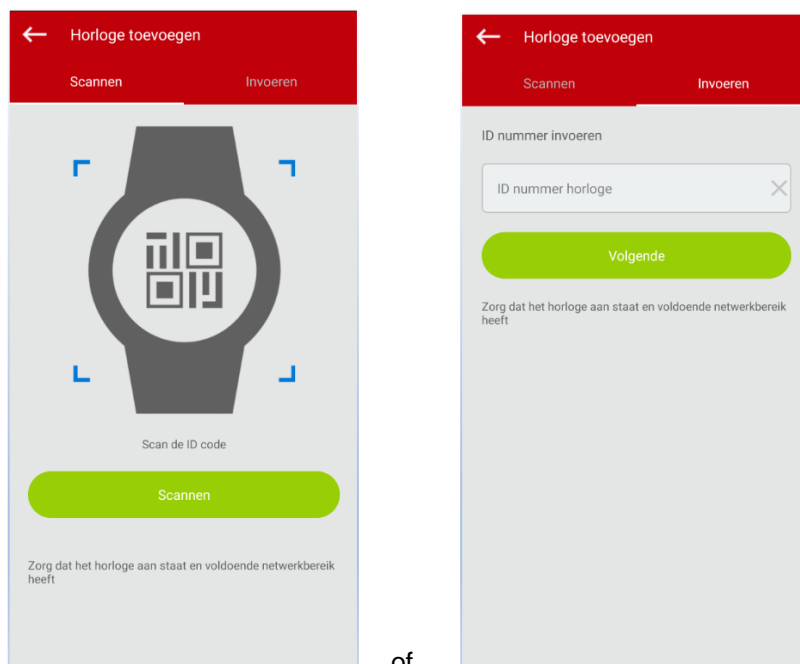 Horloge toevoegen
Scannen Invoeren
Scan de ID code
Scannen
Zorg dat het horloge aan staat en voldoende netwerkbereik
heeft
of
Horloge toevoegen
Scannen Invoeren
ID nummer invoeren
ID nummer horloge
Volgende
Zorg dat het horloge aan staat en voldoende netwerkbereik
heeft